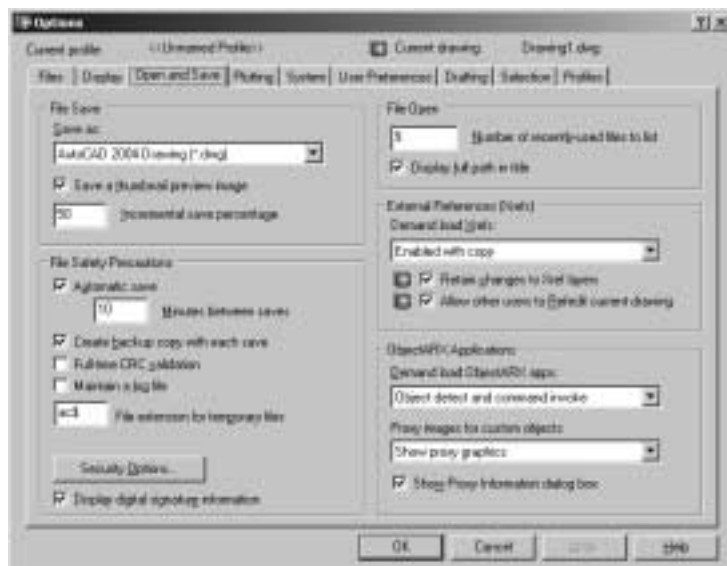 Options
Current profile: <<Unnamed Profile>> Current drawing: Drawing1.dwg
Files Display Open and Save Plotting System User Preferences Drafting Selection Profiles
File Save
Save as:
AutoCAD 2004 Drawing (*.dwg)
Save a thumbnail preview image
50 Incremental save percentage
File Safety Precautions
Automatic save
10 Minutes between saves
Create backup copy with each save
Full-time CRC validation
Maintain a log file
ac$ File extension for temporary files
Security Options...
Display digital signature information
File Open
Number of recently-used files to list
Display full path in title
External References (Xrefs)
Demand load Xrefs:
Enabled with copy
Retain changes to Xref layers
Allow other users to Refedit current drawing
ObjectARX Applications
Demand load ObjectARX apps:
Object detect and command invoke
Proxy images for custom objects:
Show proxy graphics
Show Proxy Information dialog box
OK Cancel Help